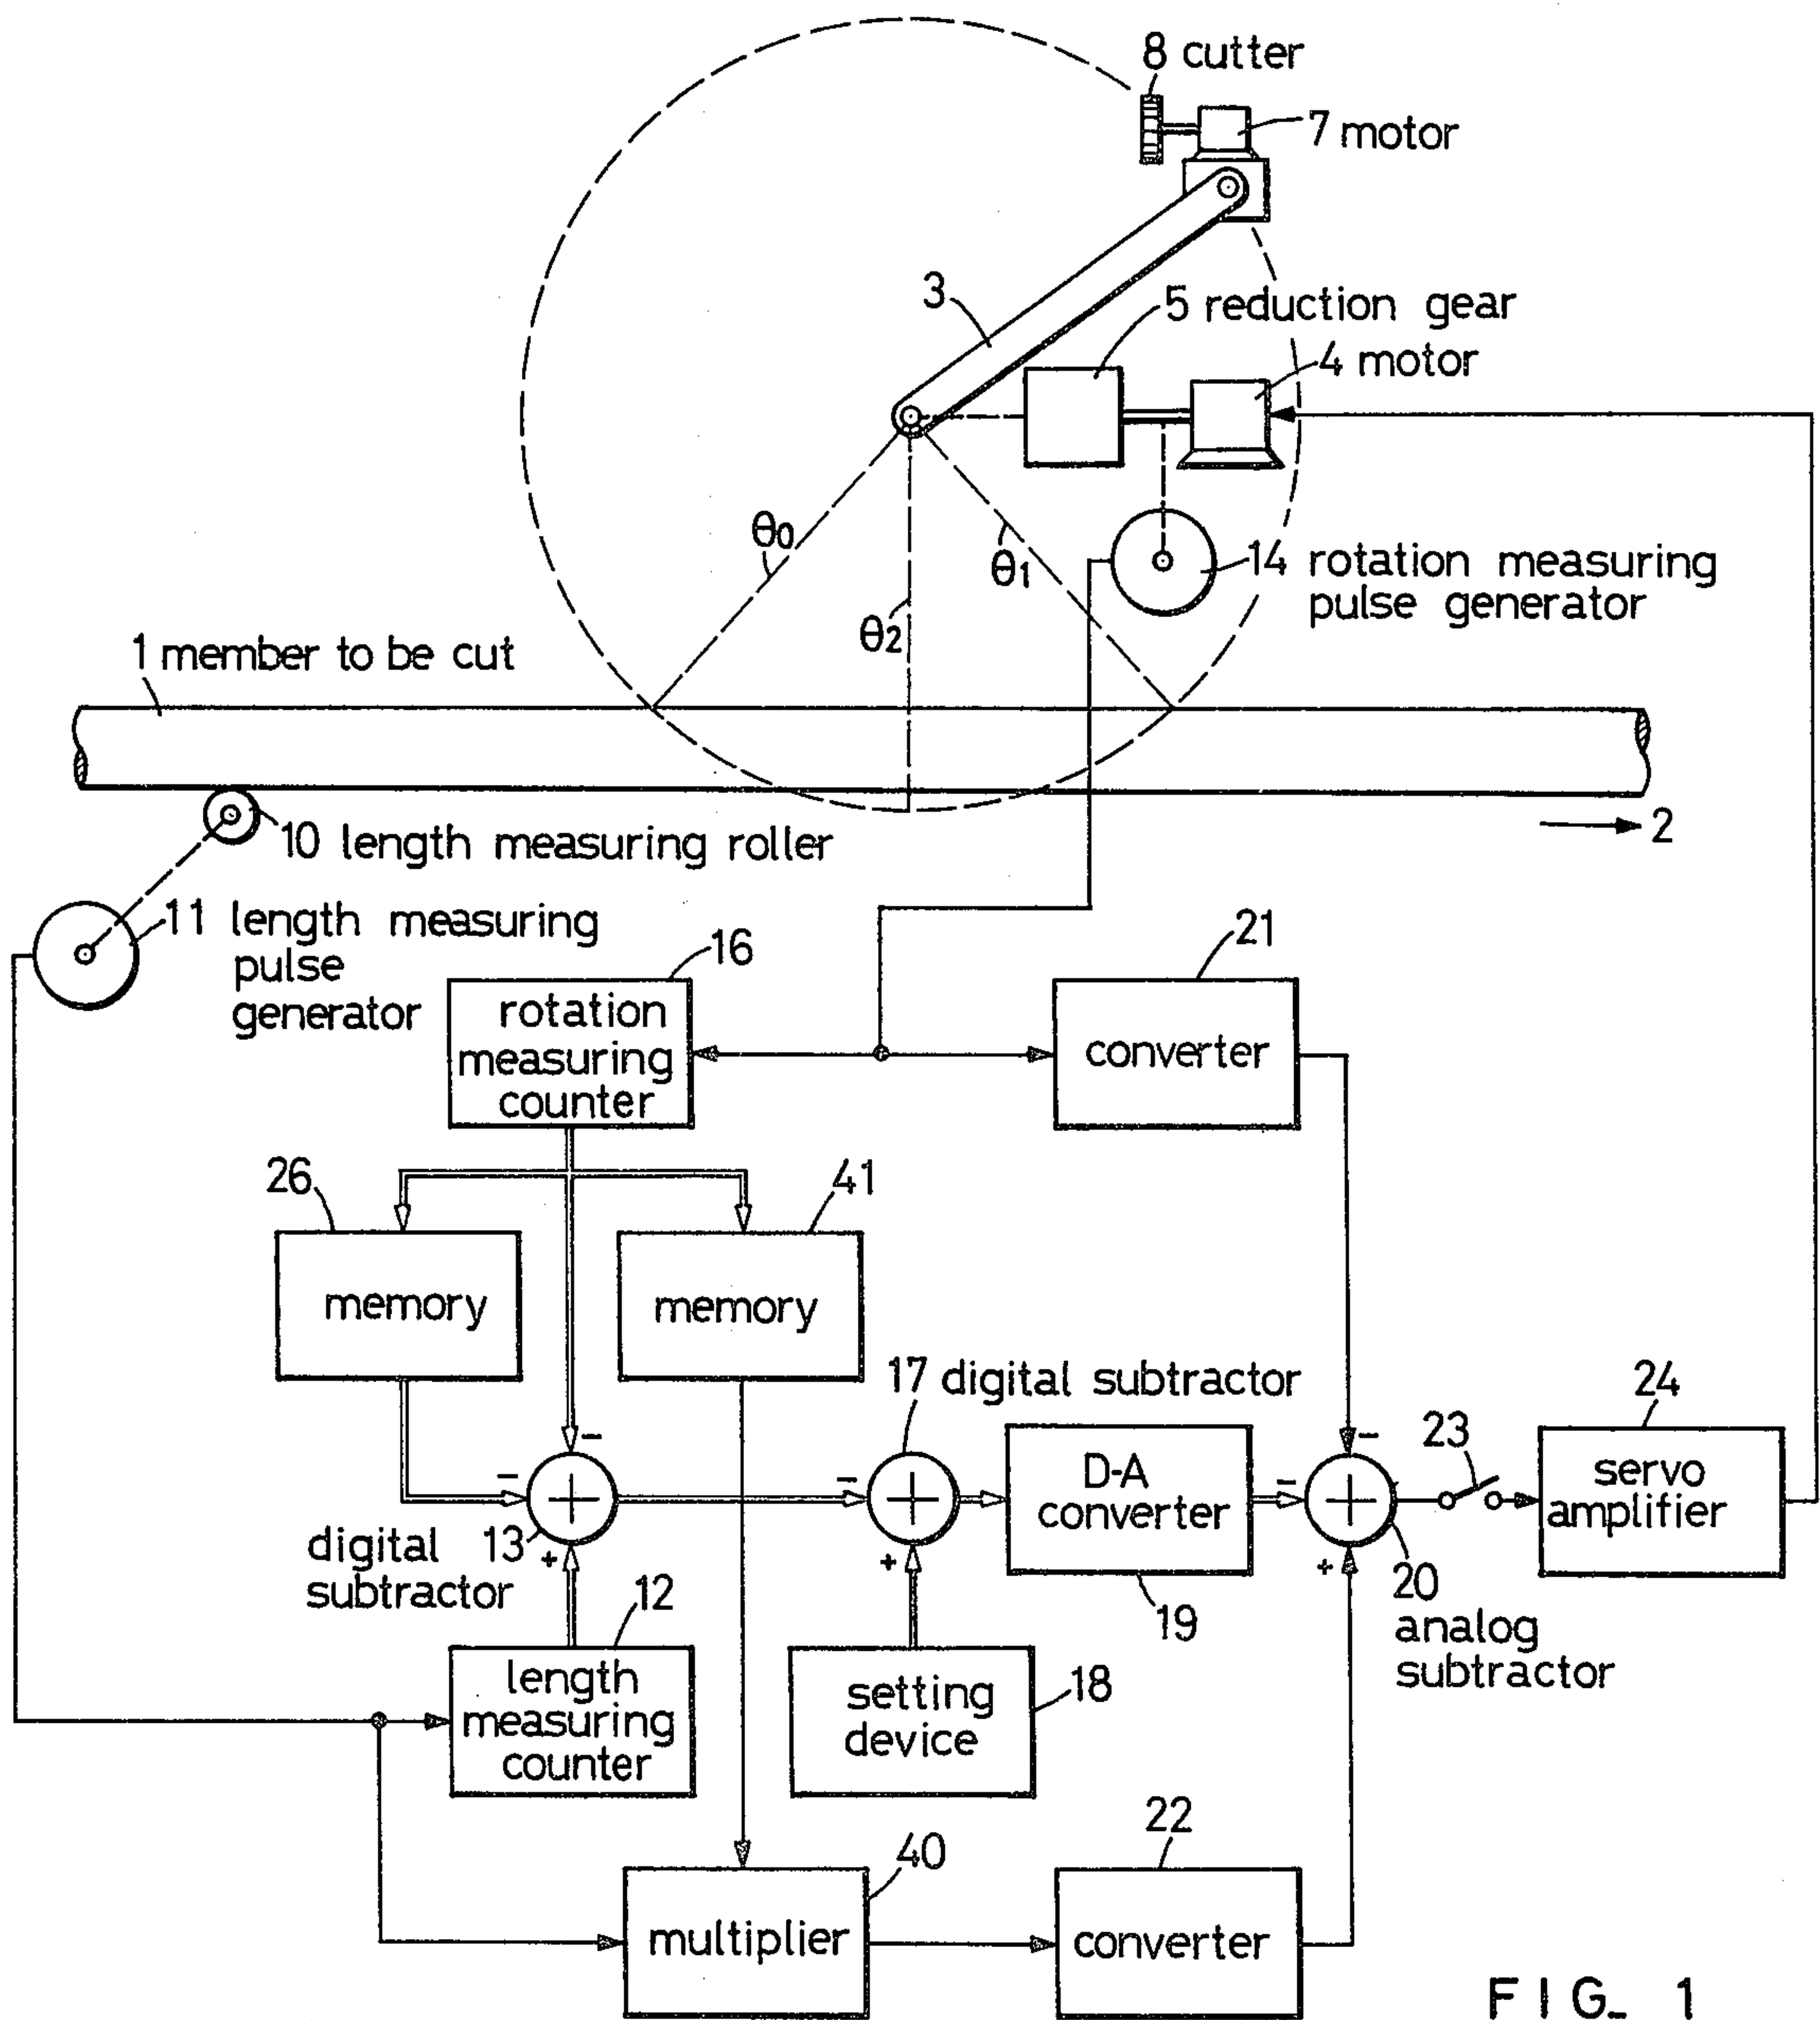 8 cutter
7 motor
3
5 reduction gear
4 motor
θ0
θ1
θ2
14 rotation measuring
pulse generator
1 member to be cut
2
10 length measuring roller
11 length measuring
pulse
generator
16
rotation
measuring
counter
21
converter
26
memory
41
memory
17 digital subtractor
-
-
-
-
-
+
+
+
D-A
converter
19
23
24
servo
amplifier
20
analog
subtractor
digital
subtractor
13
12
length
measuring
counter
setting
device
18
40
multiplier
22
converter
FIG. 1